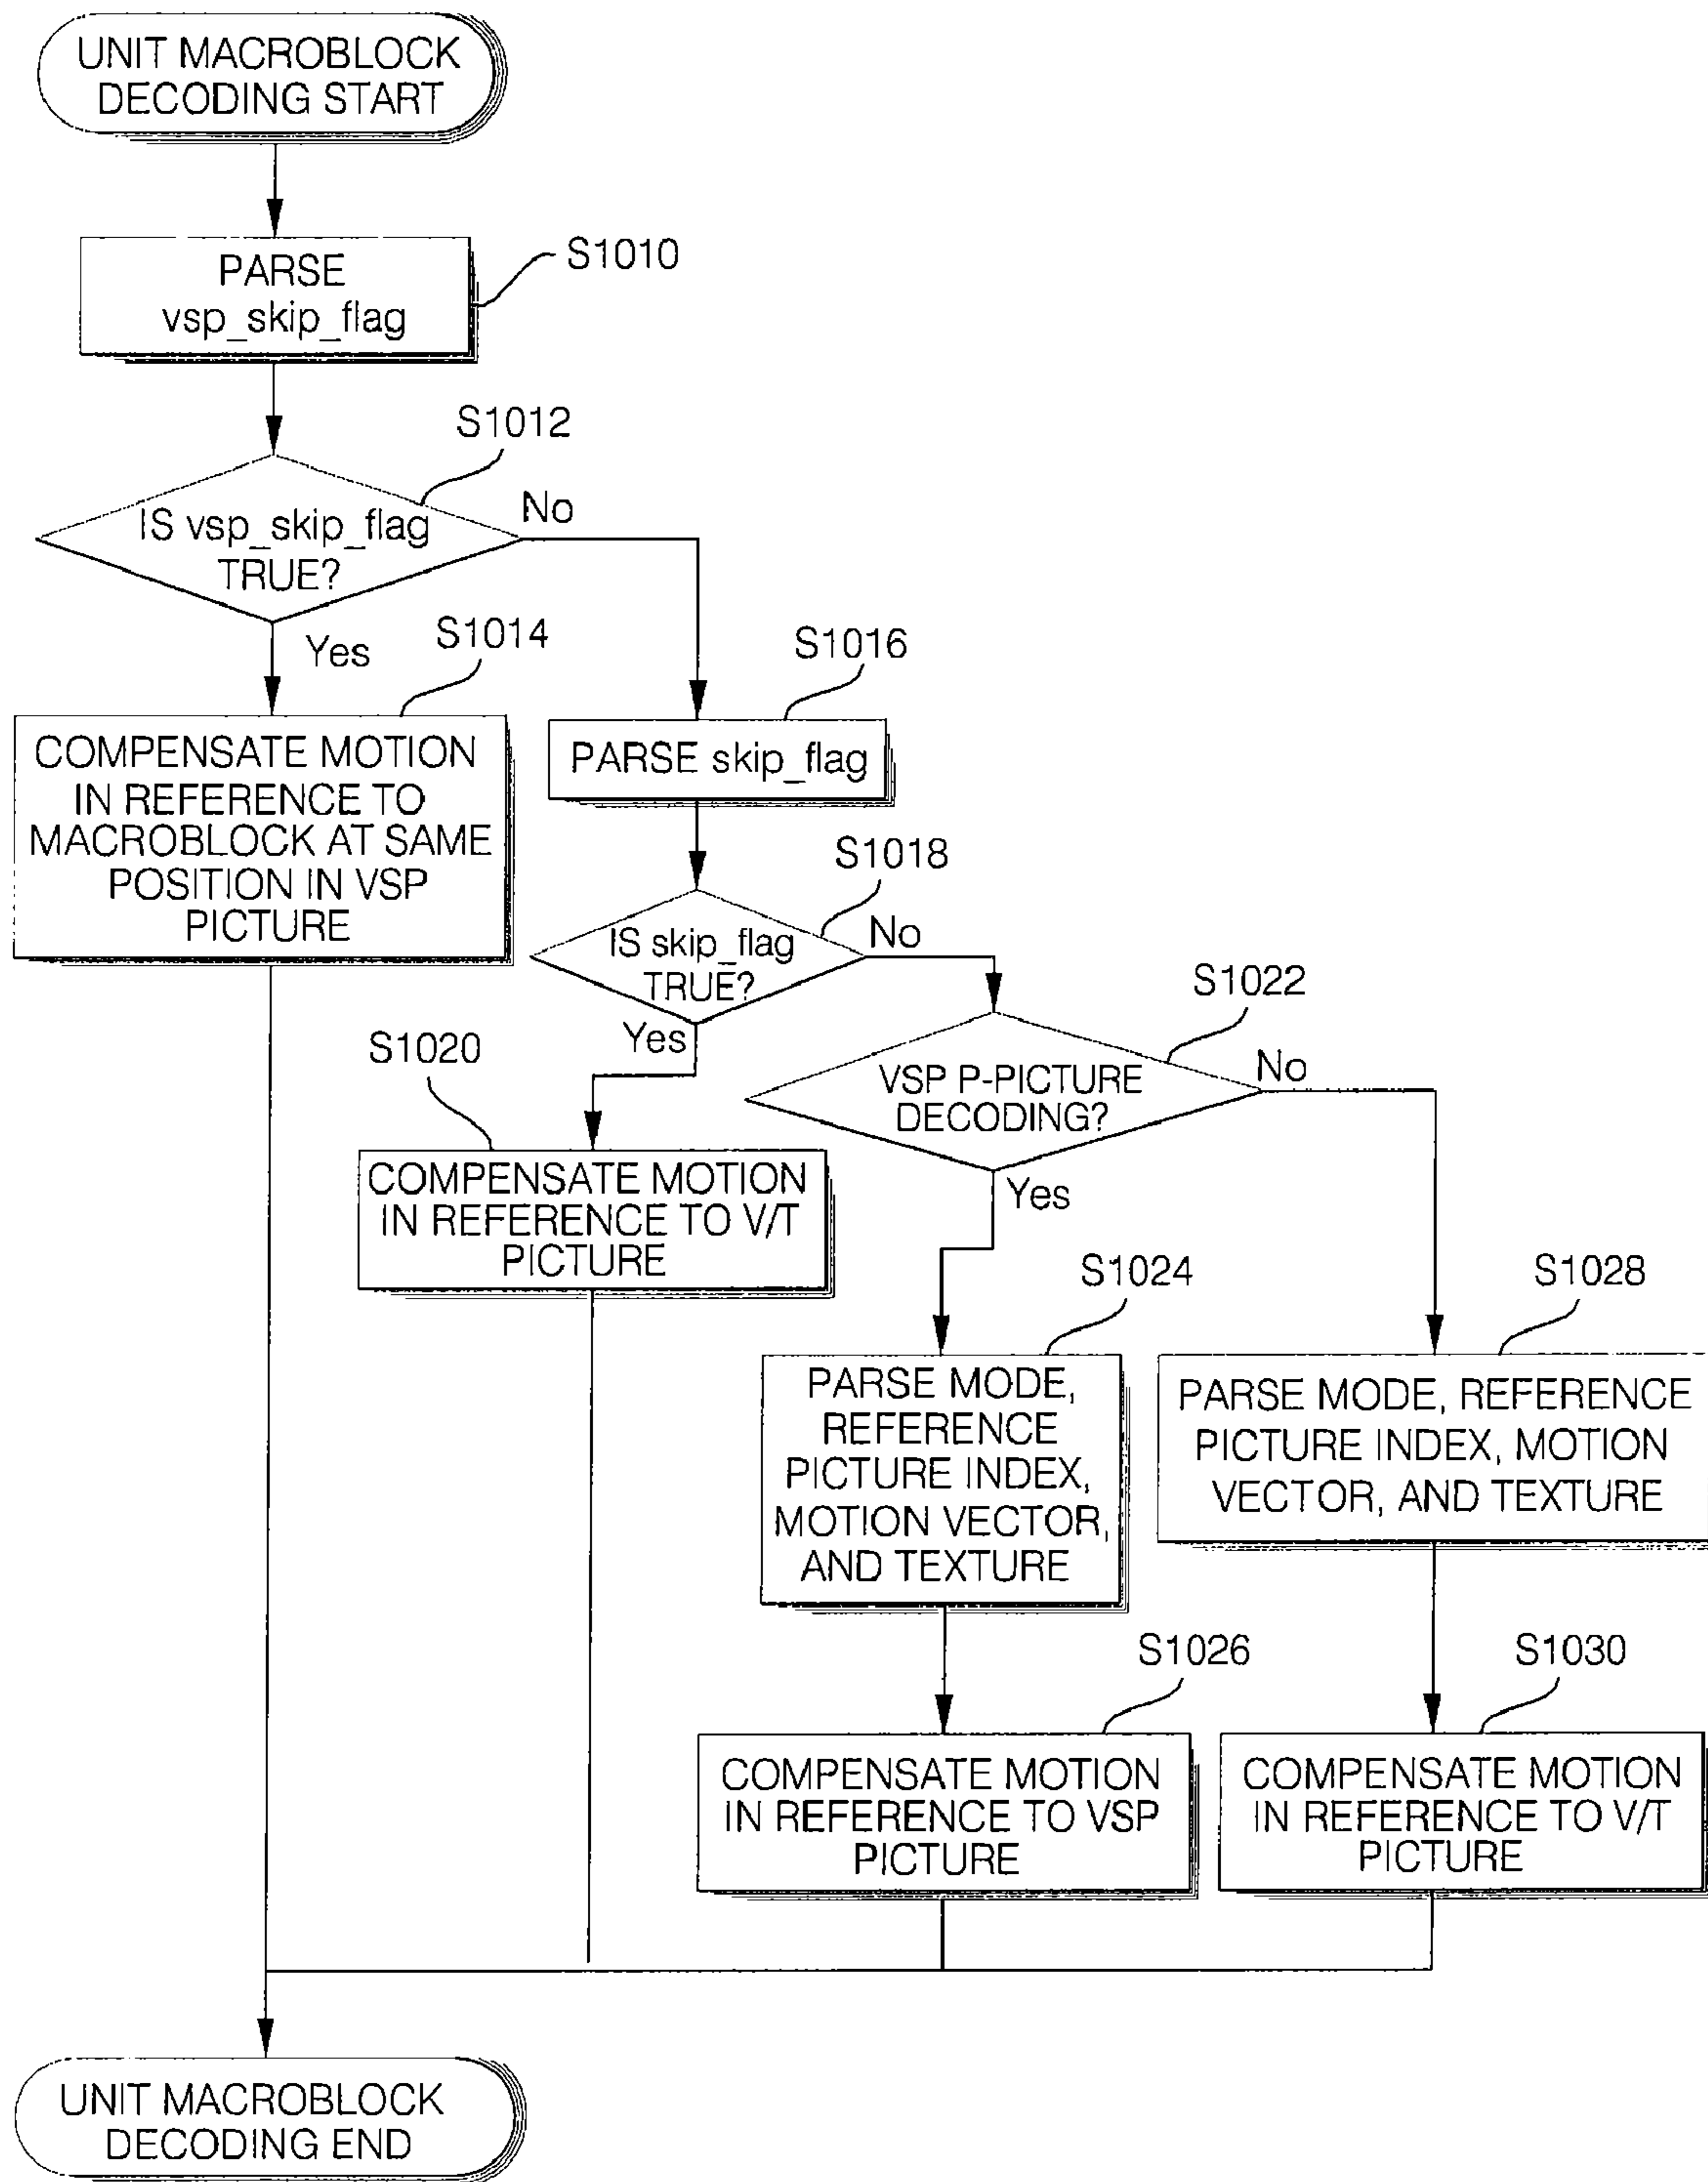 UNIT MACROBLOCK
DECODING START
PARSE
vsp_skip_flag
S1010
S1012
IS vsp_skip_flag
TRUE?
No
Yes
S1014
COMPENSATE MOTION
IN REFERENCE TO
MACROBLOCK AT SAME
POSITION IN VSP
PICTURE
S1016
PARSE skip_flag
S1018
IS skip_flag
TRUE?
No
Yes
S1020
COMPENSATE MOTION
IN REFERENCE TO V/T
PICTURE
S1022
VSP P-PICTURE
DECODING?
No
Yes
S1024
PARSE MODE,
REFERENCE
PICTURE INDEX,
MOTION VECTOR,
AND TEXTURE
S1028
PARSE MODE, REFERENCE
PICTURE INDEX, MOTION
VECTOR, AND TEXTURE
S1026
COMPENSATE MOTION
IN REFERENCE TO VSP
PICTURE
S1030
COMPENSATE MOTION
IN REFERENCE TO V/T
PICTURE
UNIT MACROBLOCK
DECODING END